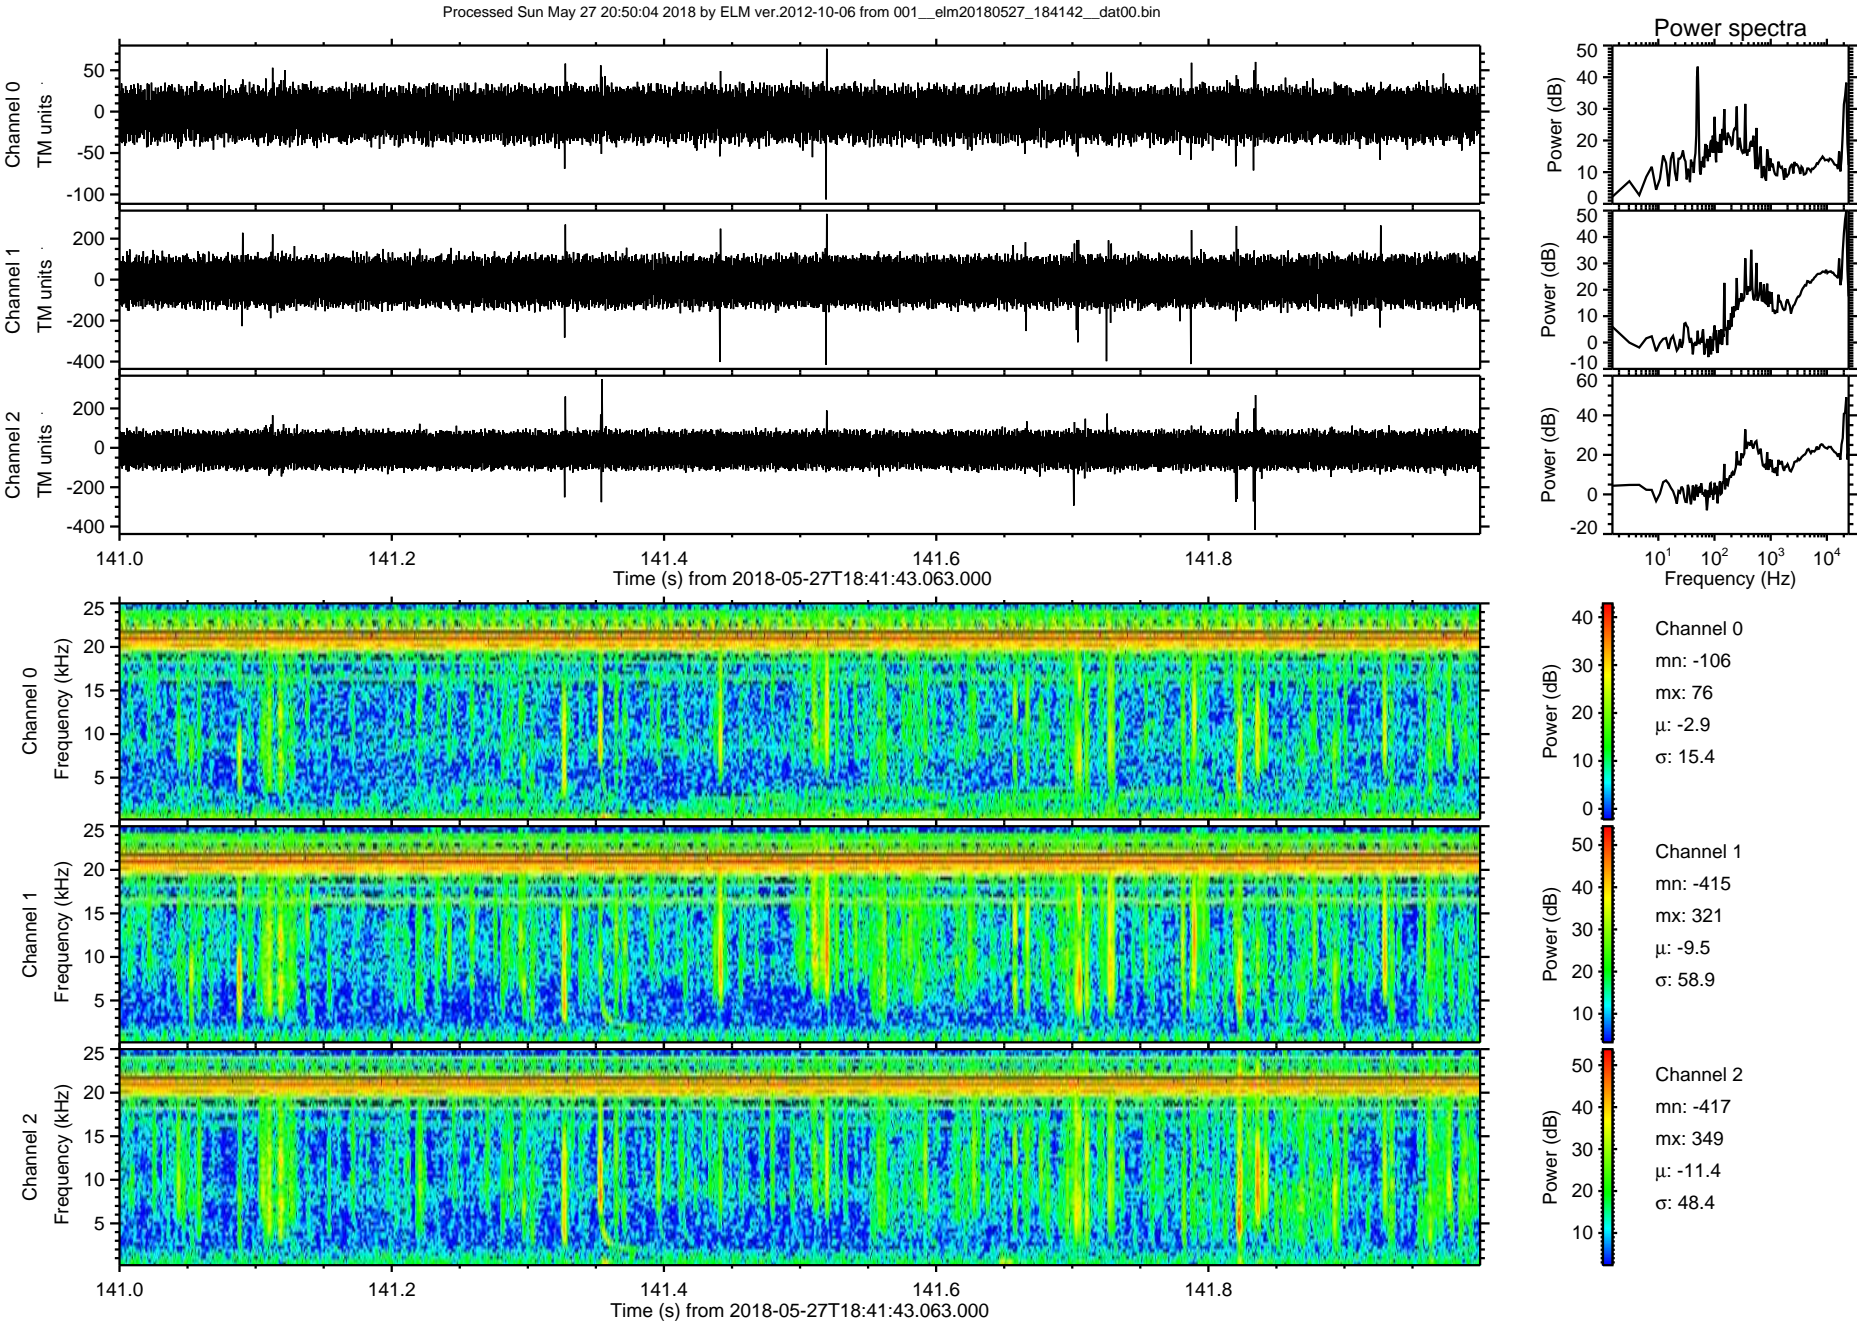 Processed Sun May 27 20:50:04 2018 by ELM ver.2012-10-06 from 001__elm20180527_184142__dat00.bin
Power spectra
Channel 0
TM units
50
0
-50
-100
Power (dB)
50
40
30
20
10
0
Channel 1
TM units
200
0
-200
-400
Power (dB)
50
40
30
20
10
0
-10
Channel 2
TM units
200
0
-200
-400
Power (dB)
60
40
20
0
-20
141.0 141.2 141.4 141.6 141.8
Time (s) from 2018-05-27T18:41:43.063.000
10¹ 10² 10³ 10⁴
Frequency (Hz)
Channel 0
Frequency (kHz)
25
20
15
10
5
Power (dB)
40
30
20
10
0
Channel 0
mn: -106
mx: 76
μ: -2.9
σ: 15.4
Channel 1
Frequency (kHz)
25
20
15
10
5
Power (dB)
50
40
30
20
10
Channel 1
mn: -415
mx: 321
μ: -9.5
σ: 58.9
Channel 2
Frequency (kHz)
25
20
15
10
5
Power (dB)
50
40
30
20
10
Channel 2
mn: -417
mx: 349
μ: -11.4
σ: 48.4
141.0 141.2 141.4 141.6 141.8
Time (s) from 2018-05-27T18:41:43.063.000